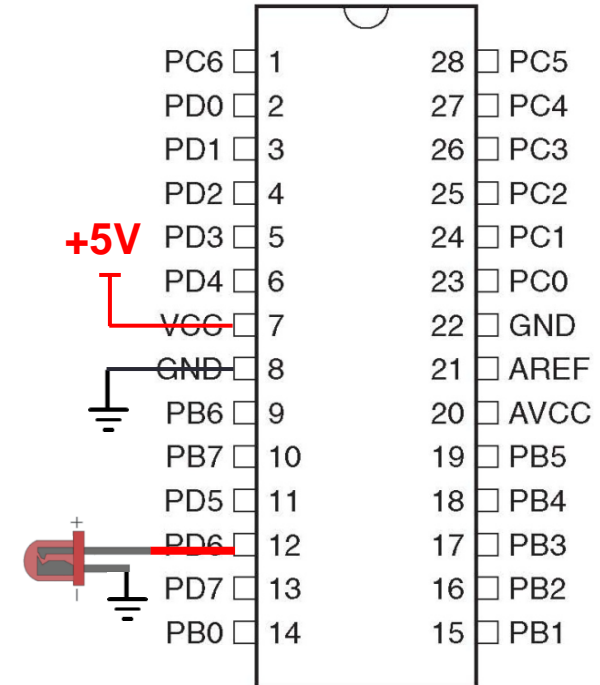 PC6 1 28 PC5
PD0 2 27 PC4
PD1 3 26 PC3
PD2 4 25 PC2
+5V PD3 5 24 PC1
PD4 6 23 PC0
VCC 7 22 GND
GND 8 21 AREF
PB6 9 20 AVCC
PB7 10 19 PB5
PD5 11 18 PB4
+
PD6 12 17 PB3
-
PD7 13 16 PB2
PB0 14 15 PB1